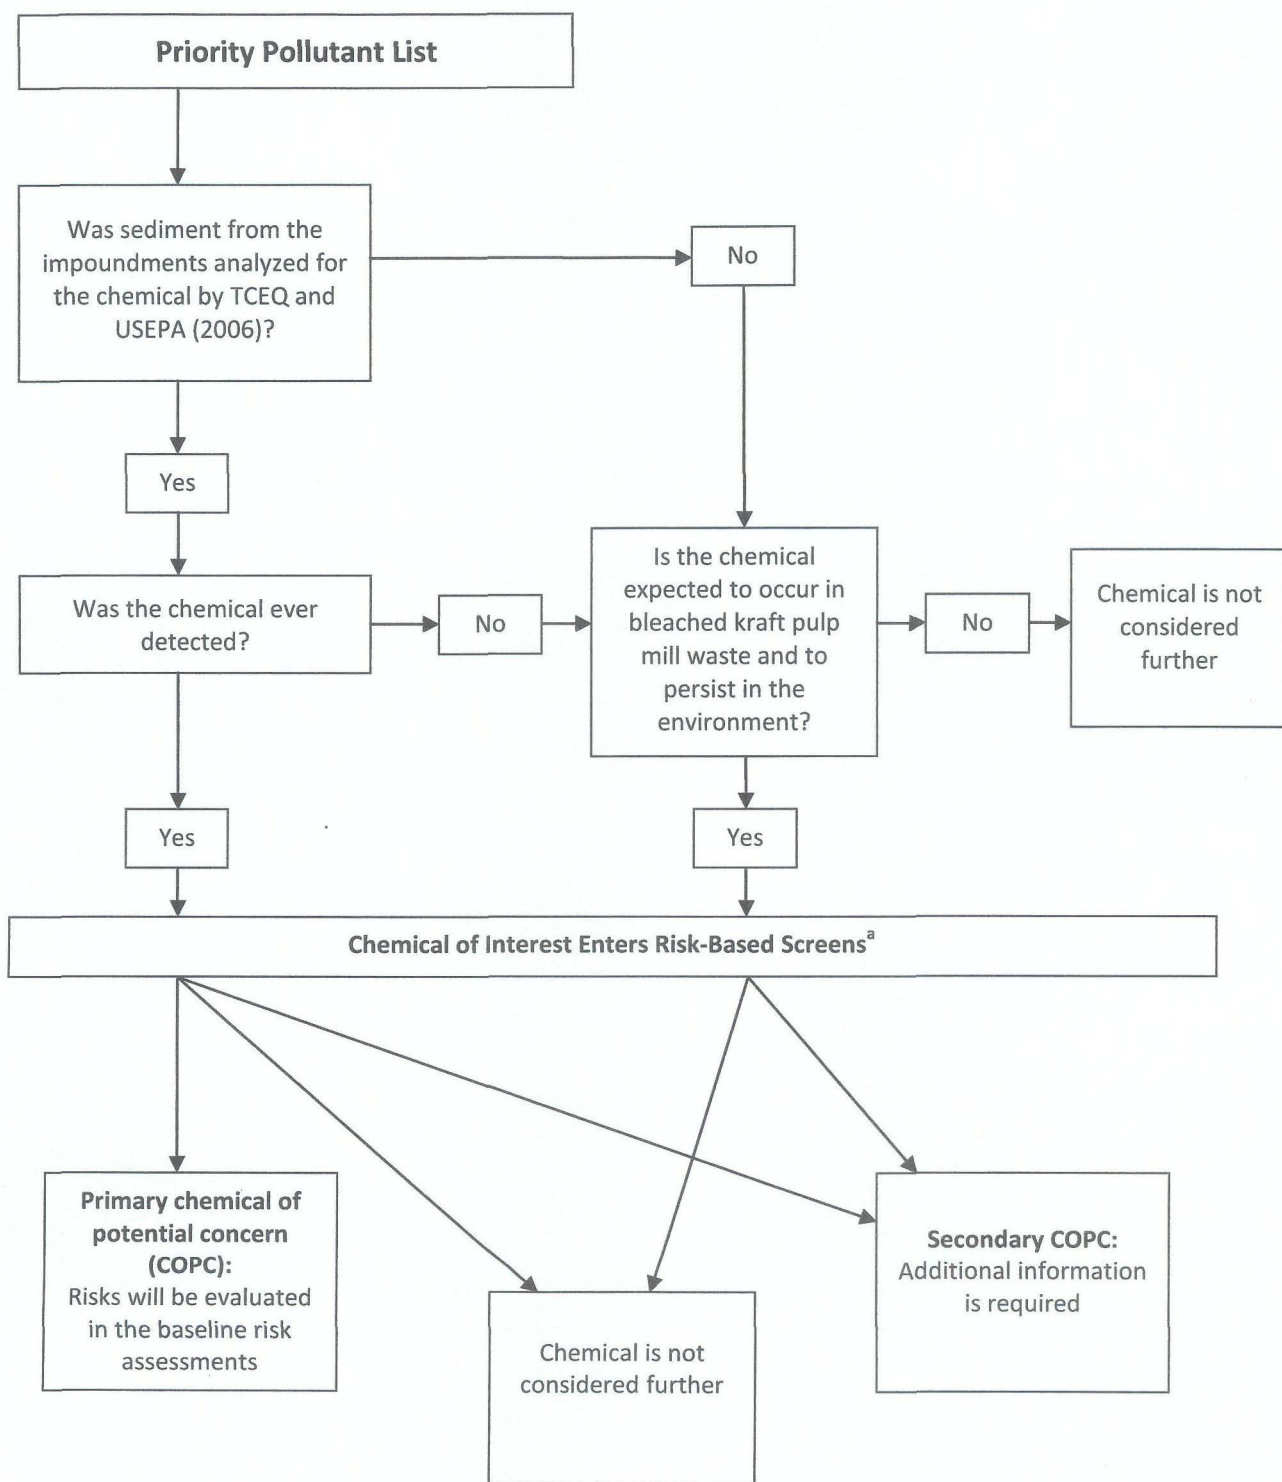 Priority Pollutant List
Was sediment from the
impoundments analyzed for
the chemical by TCEQ and
USEPA (2006)?
No
Yes
Was the chemical ever
detected?
No
Is the chemical
expected to occur in
bleached kraft pulp
mill waste and to
persist in the
environment?
No
Chemical is not
considered
further
Yes
Yes
Chemical of Interest Enters Risk-Based Screensª
Primary chemical of
potential concern
(COPC):
Risks will be evaluated
in the baseline risk
assessments
Chemical is not
considered further
Secondary COPC:
Additional information
is required